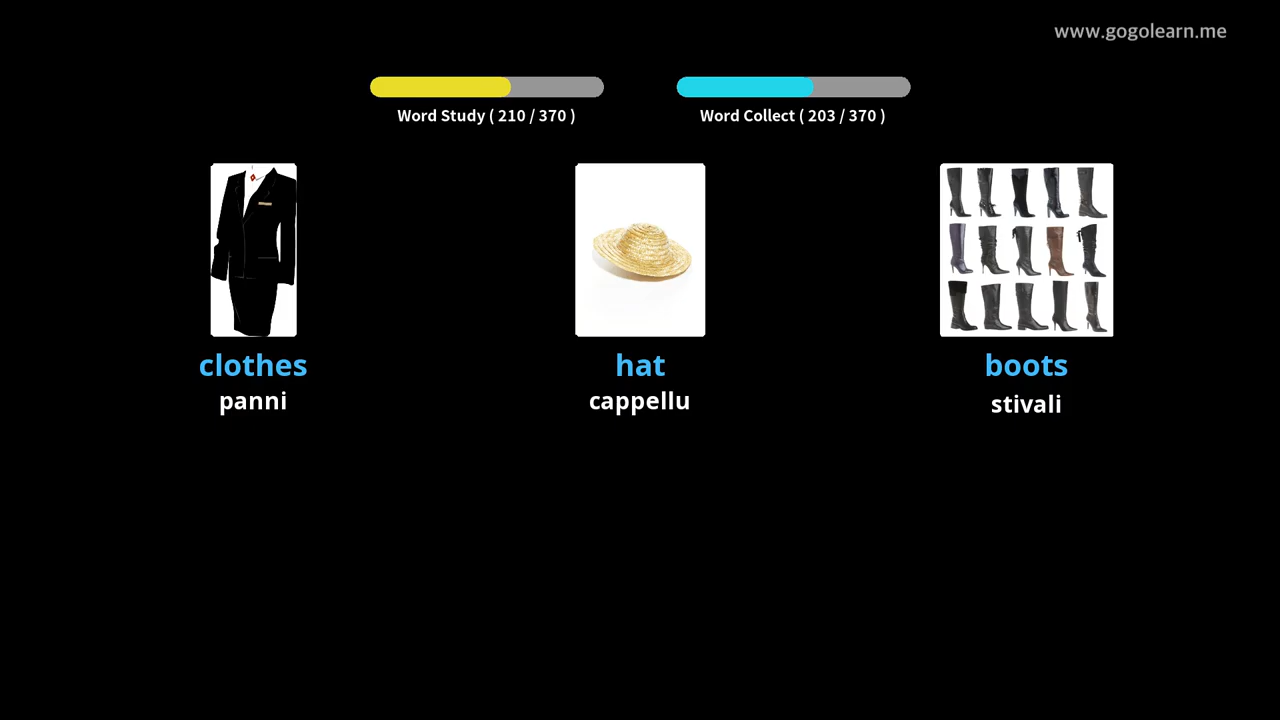 www.gogolearn.me
Word Study ( 210 / 370 )
Word Collect ( 203 / 370 )
clothes
panni
hat
cappellu
boots
stivali